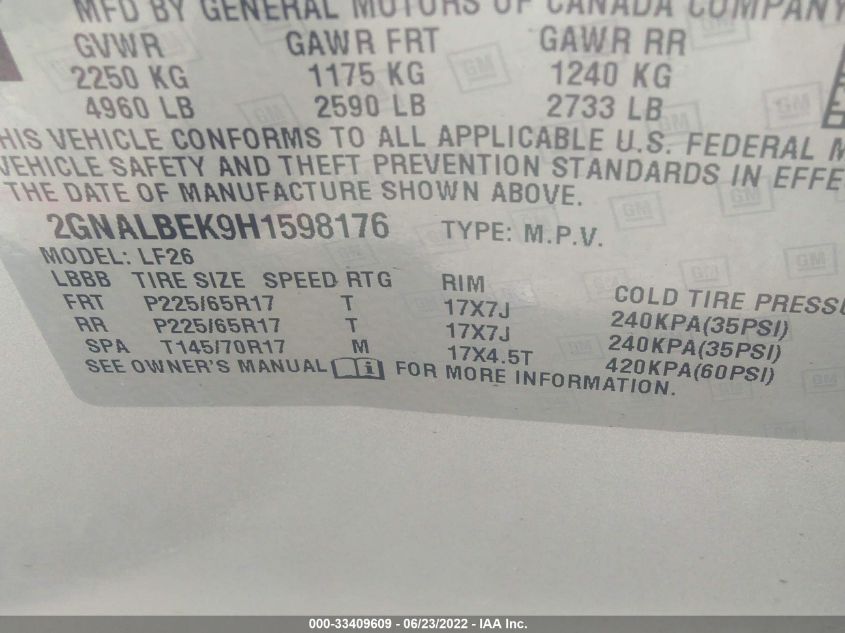 MFD BY GENERAL MOTORS OF CANADA COMPANY
GVWR GAWR FRT GAWR RR
2250 KG 1175 KG 1240 KG
4960 LB 2590 LB 2733 LB
HIS VEHICLE CONFORMS TO ALL APPLICABLE U.S. FEDERAL M
VEHICLE SAFETY AND THEFT PREVENTION STANDARDS IN EFFE
THE DATE OF MANUFACTURE SHOWN ABOVE.
2GNALBEK9H1598176 TYPE: M.P.V.
MODEL: LF26
LBBB TIRE SIZE SPEED RTG RIM COLD TIRE PRESSU
FRT P225/65R17 T 17X7J 240KPA(35PSI)
RR P225/65R17 T 17X7J 240KPA(35PSI)
SPA T145/70R17 M 17X4.5T 420KPA(60PSI)
SEE OWNER'S MANUAL i FOR MORE INFORMATION.
000-33409609 - 06/23/2022 - IAA Inc.